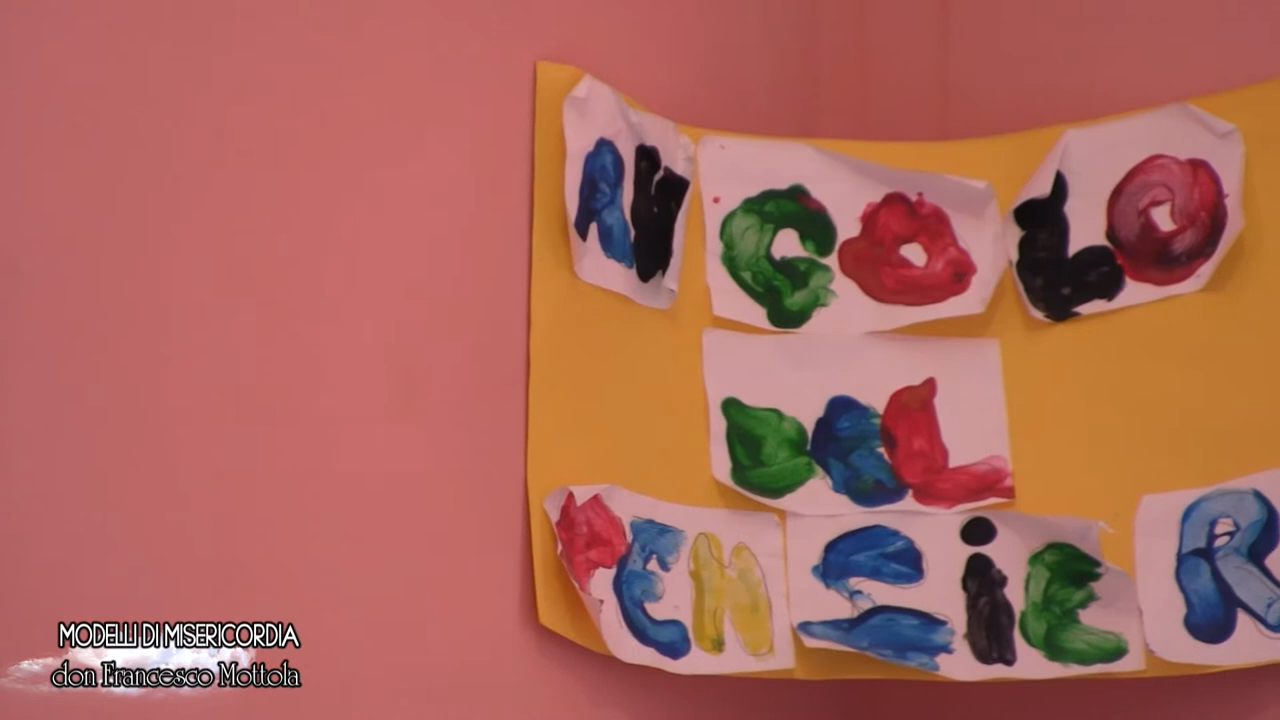 ANGOLO
DEL
PENSiER
MODELLI DI MISERICORDIA
don Francesco Mottola